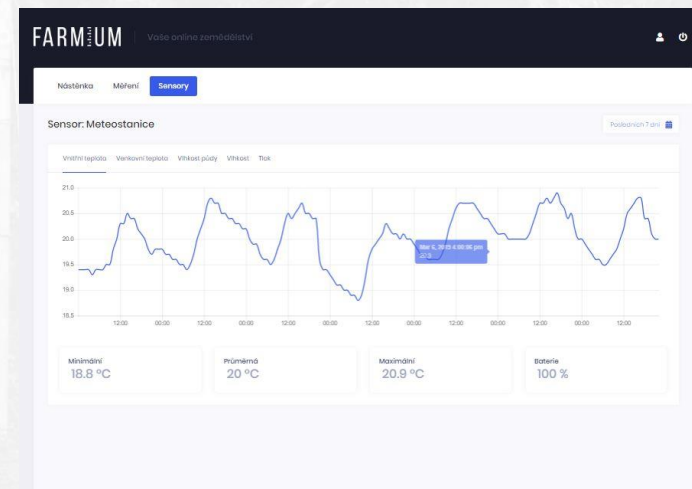 FARMIUM
Vaše online zemědělství
Nástěnka Měření Sensory
Sensor: Meteostanice
Posledních 7 dní
Vnitřní teplota Venkovní teplota Vlhkost půdy Vlhkost Tlak
21.0
20.5
20.0
19.5
19.0
18.5
12:00 00:00 12:00 00:00 12:00 00:00 12:00 00:00 12:00 00:00 12:00 00:00 12:00
Minimální
18.8 °C
Průměrná
20 °C
Maximální
20.9 °C
Baterie
100 %